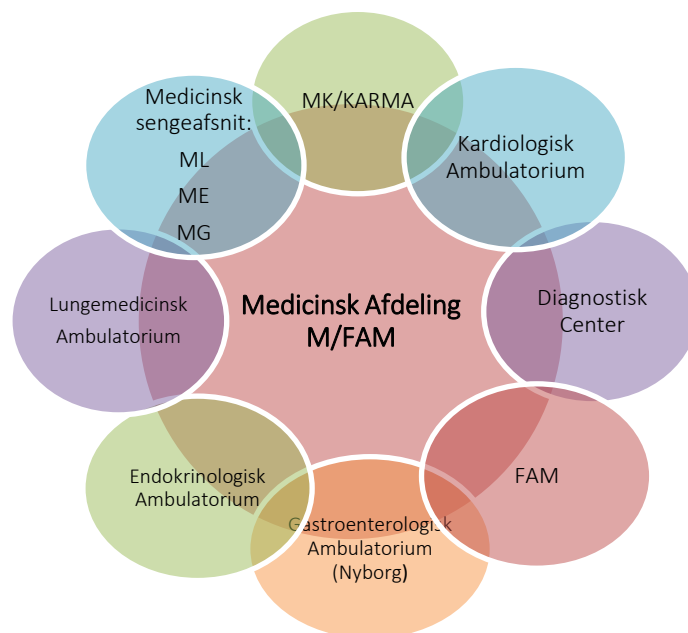 MK/KARMA
Kardiologisk
Ambulatorium
Diagnostisk
Center
FAM
Gastroenterologisk
Ambulatorium
(Nyborg)
Endokrinologisk
Ambulatorium
Lungemedicinsk
Ambulatorium
Medicinsk
sengeafsnit:
ML
ME
MG
Medicinsk Afdeling
M/FAM